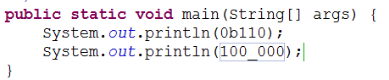 public static void main(String[] args) {
System.out.println(0b110);
System.out.println(100_000);
}